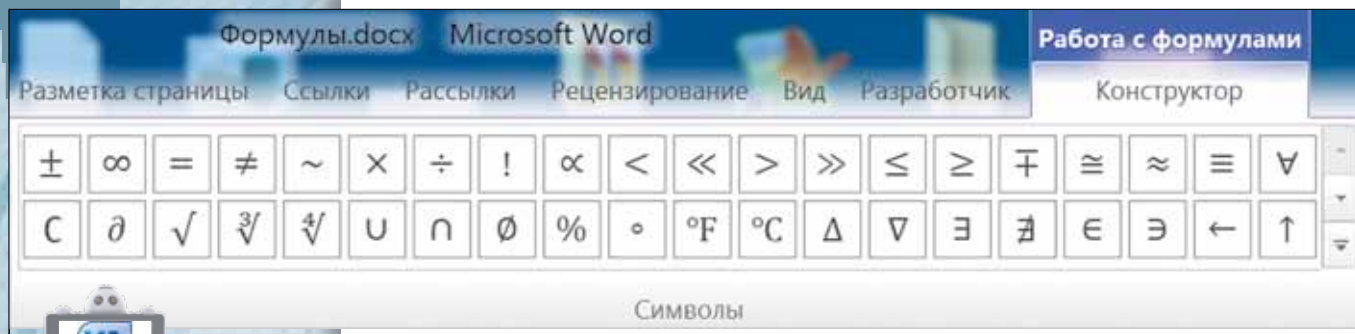 Формулы.docx Microsoft Word
Работа с формулами
Разметка страницы Ссылки Рассылки Рецензирование Вид Разработчик Конструктор
± ∞ = ≠ ~ × ÷ ! ∝ < ≪ > ≫ ≤ ≥ ∓ ≅ ≈ ≡ ∀
∁ ∂ √ ∛ ∜ ∪ ∩ ∅ % ° °F °C ∆ ∇ ∃ ∄ ∈ ∋ ← ↑
Символы